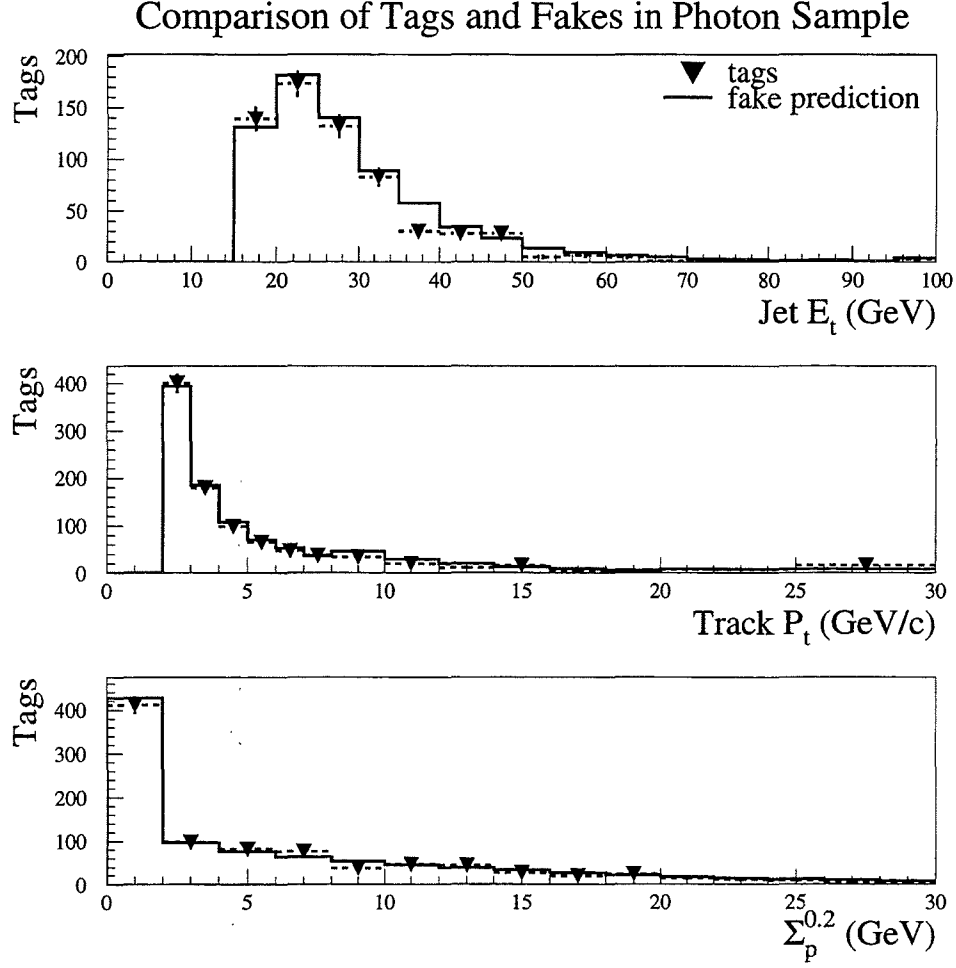 Comparison of Tags and Fakes in Photon Sample
Tags
200
150
100
50
0
tags
fake prediction
0 10 20 30 40 50 60 70 80 90 100
Jet E_t (GeV)
Tags
400
300
200
100
0
0 5 10 15 20 25 30
Track P_t (GeV/c)
Tags
400
300
200
100
0
0 5 10 15 20 25 30
Σ_p^0.2 (GeV)